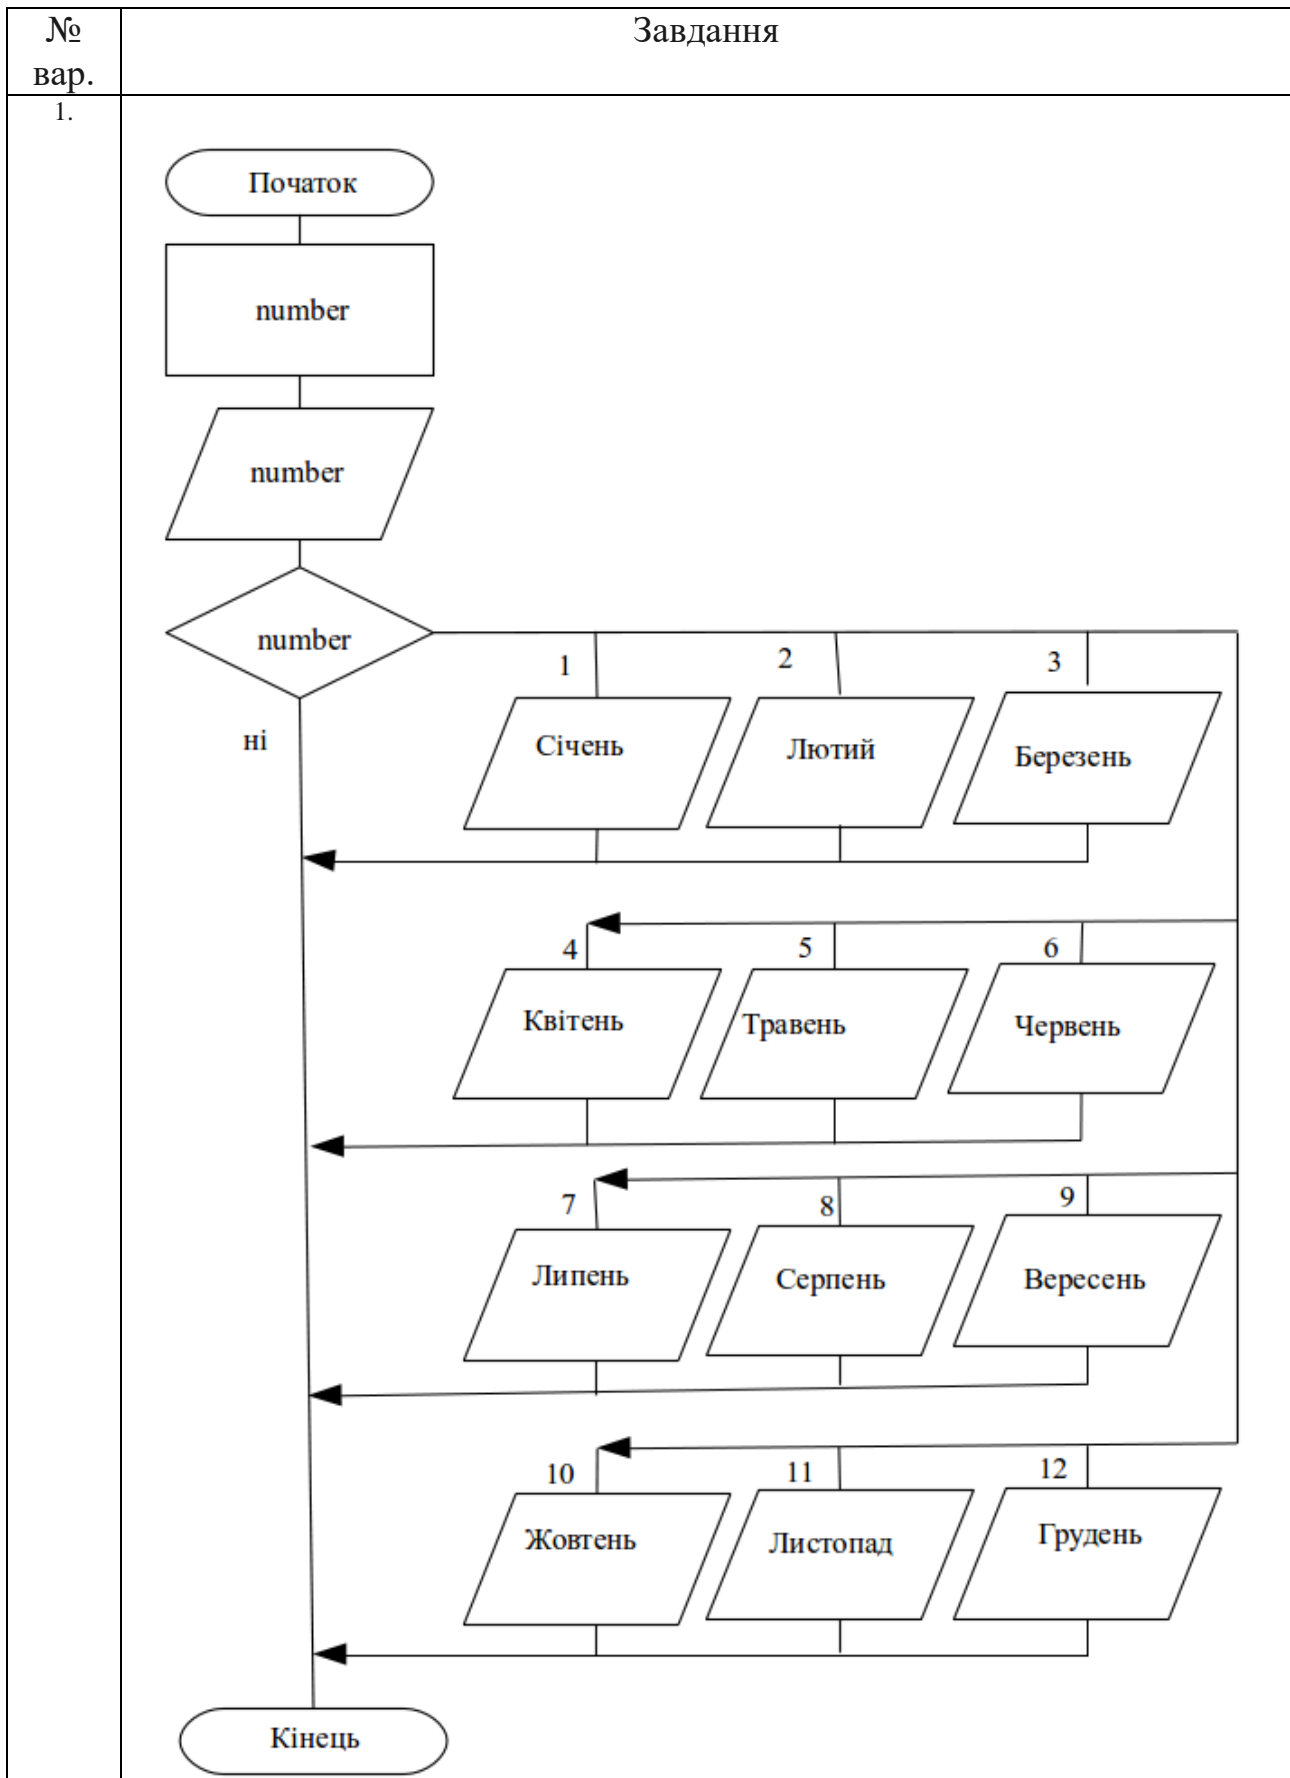 №
вар.
Завдання
1.
Початок
number
number
number
ні
1
2
3
Січень
Лютий
Березень
4
5
6
Квітень
Травень
Червень
7
8
9
Липень
Серпень
Вересень
10
11
12
Жовтень
Листопад
Грудень
Кінець